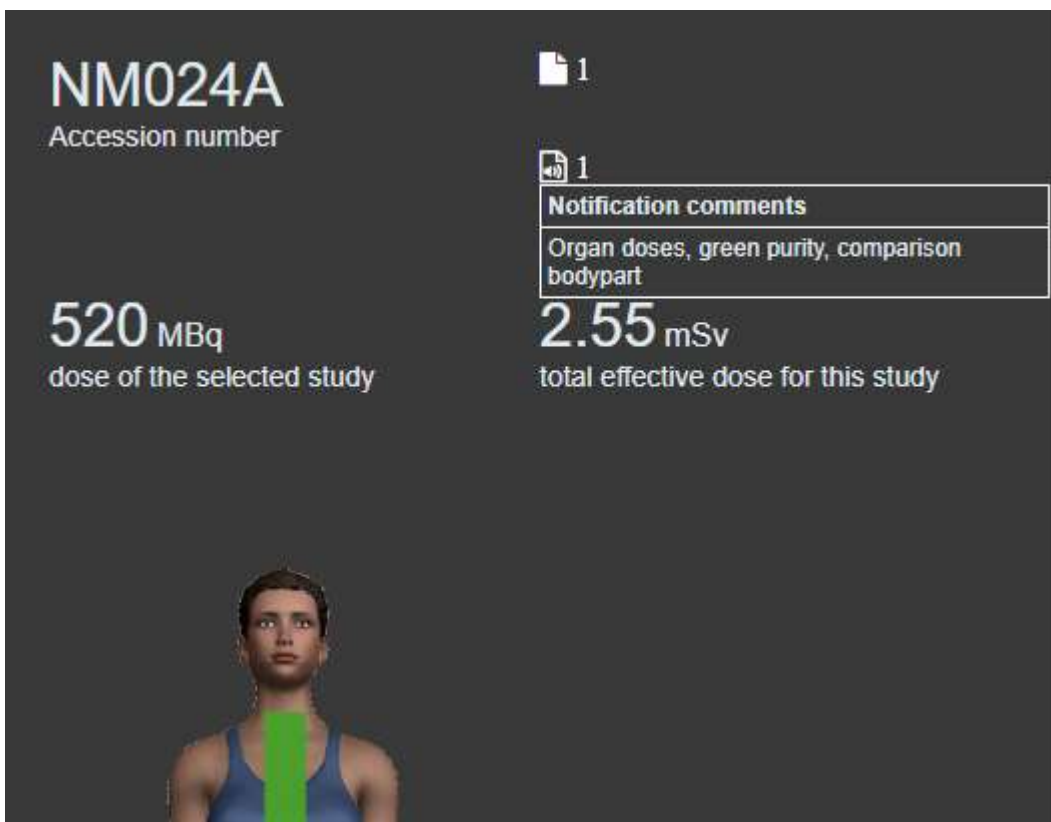 NM024A
Accession number
1
1
Notification comments
Organ doses, green purity, comparison
bodypart
520 MBq
dose of the selected study
2.55 mSv
total effective dose for this study